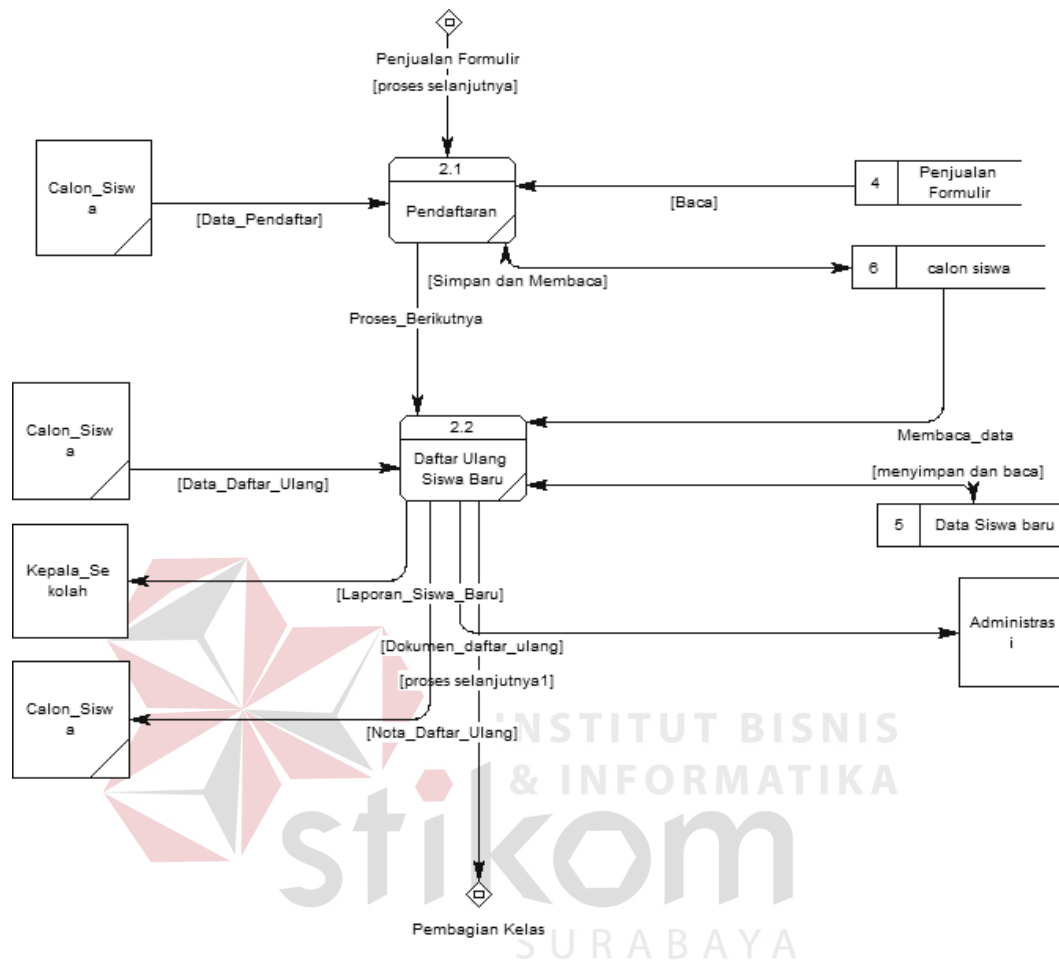 Penjualan Formulir
[proses selanjutnya]
Calon_Sisw
a
[Data_Pendaftar]
2.1
Pendaftaran
[Baca]
4
Penjualan
Formulir
[Simpan dan Membaca]
6
calon siswa
Proses_Berikutnya
Calon_Sisw
a
[Data_Daftar_Ulang]
2.2
Daftar Ulang
Siswa Baru
Membaca_data
[menyimpan dan baca]
5
Data Siswa baru
Kepala_Se
kolah
[Laporan_Siswa_Baru]
[Dokumen_daftar_ulang]
Administras
i
[proses selanjutnya1]
Calon_Sisw
a
[Nota_Daftar_Ulang]
INSTITUT BISNIS
& INFORMATIKA
stikom
SURABAYA
Pembagian Kelas